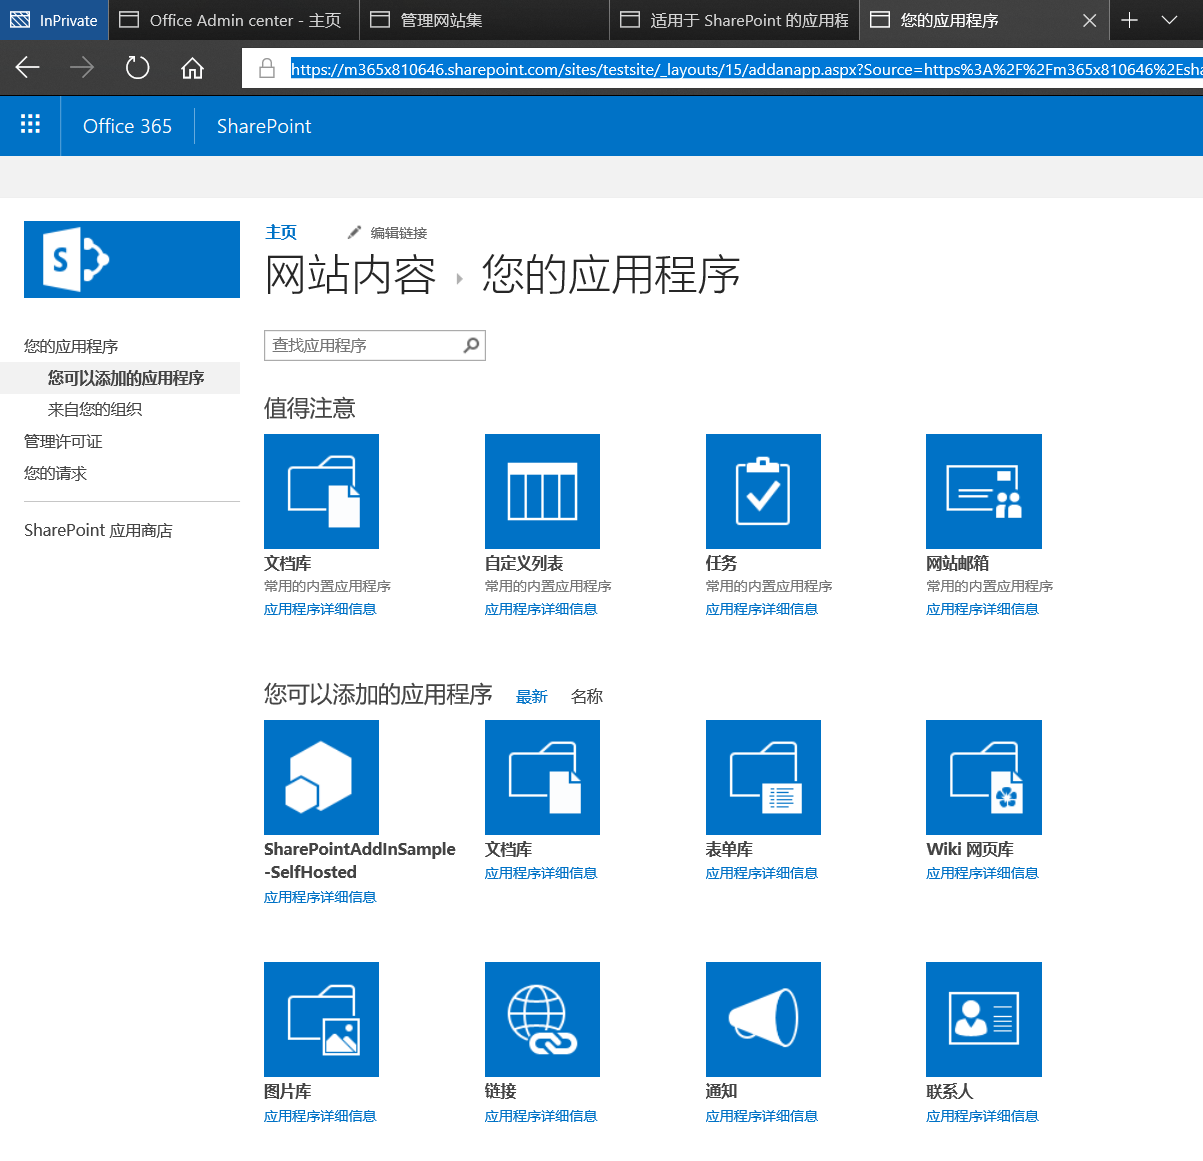 InPrivate
Office Admin center - 主页
管理网站集
适用于 SharePoint 的应用程
您的应用程序
https://m365x810646.sharepoint.com/sites/testsite/_layouts/15/addanapp.aspx?Source=https%3A%2F%2Fm365x810646%2Esha
Office 365
SharePoint
主页
编辑链接
网站内容 您的应用程序
查找应用程序
您的应用程序
您可以添加的应用程序
来自您的组织
管理许可证
您的请求
SharePoint 应用商店
值得注意
文档库 自定义列表 任务 网站邮箱
常用的内置应用程序 常用的内置应用程序 常用的内置应用程序 常用的内置应用程序
应用程序详细信息 应用程序详细信息 应用程序详细信息 应用程序详细信息
您可以添加的应用程序 最新 名称
SharePointAddInSample
-SelfHosted
应用程序详细信息
文档库
应用程序详细信息
表单库
应用程序详细信息
Wiki 网页库
应用程序详细信息
图片库 链接 通知 联系人
应用程序详细信息 应用程序详细信息 应用程序详细信息 应用程序详细信息